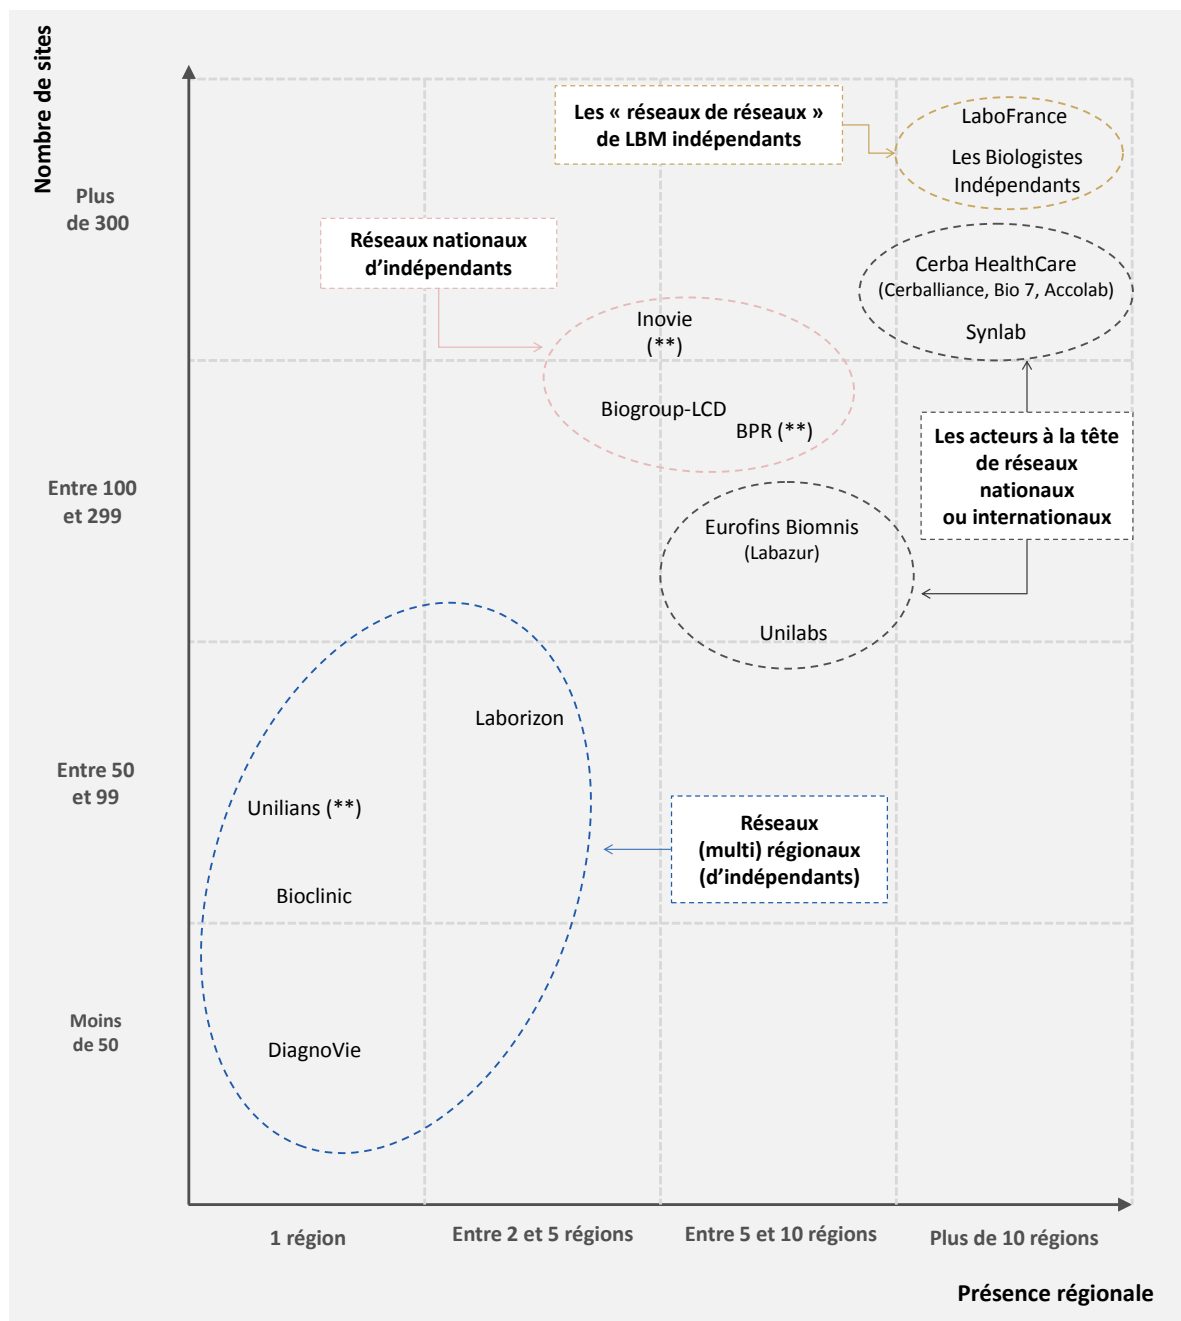 Nombre de sites
Les « réseaux de réseaux »
de LBM indépendants
LaboFrance
Les Biologistes
Indépendants
Plus
de 300
Réseaux nationaux
d’indépendants
Cerba HealthCare
(Cerballiance, Bio 7, Accolab)
Synlab
Inovie
(**)
Biogroup-LCD
BPR (**)
Les acteurs à la tête
de réseaux
nationaux
ou internationaux
Entre 100
et 299
Eurofins Biomnis
(Labazur)
Unilabs
Laborizon
Entre 50
et 99
Unilians (**)
Réseaux
(multi) régionaux
(d’indépendants)
Bioclinic
Moins
de 50
DiagnoVie
1 région
Entre 2 et 5 régions
Entre 5 et 10 régions
Plus de 10 régions
Présence régionale